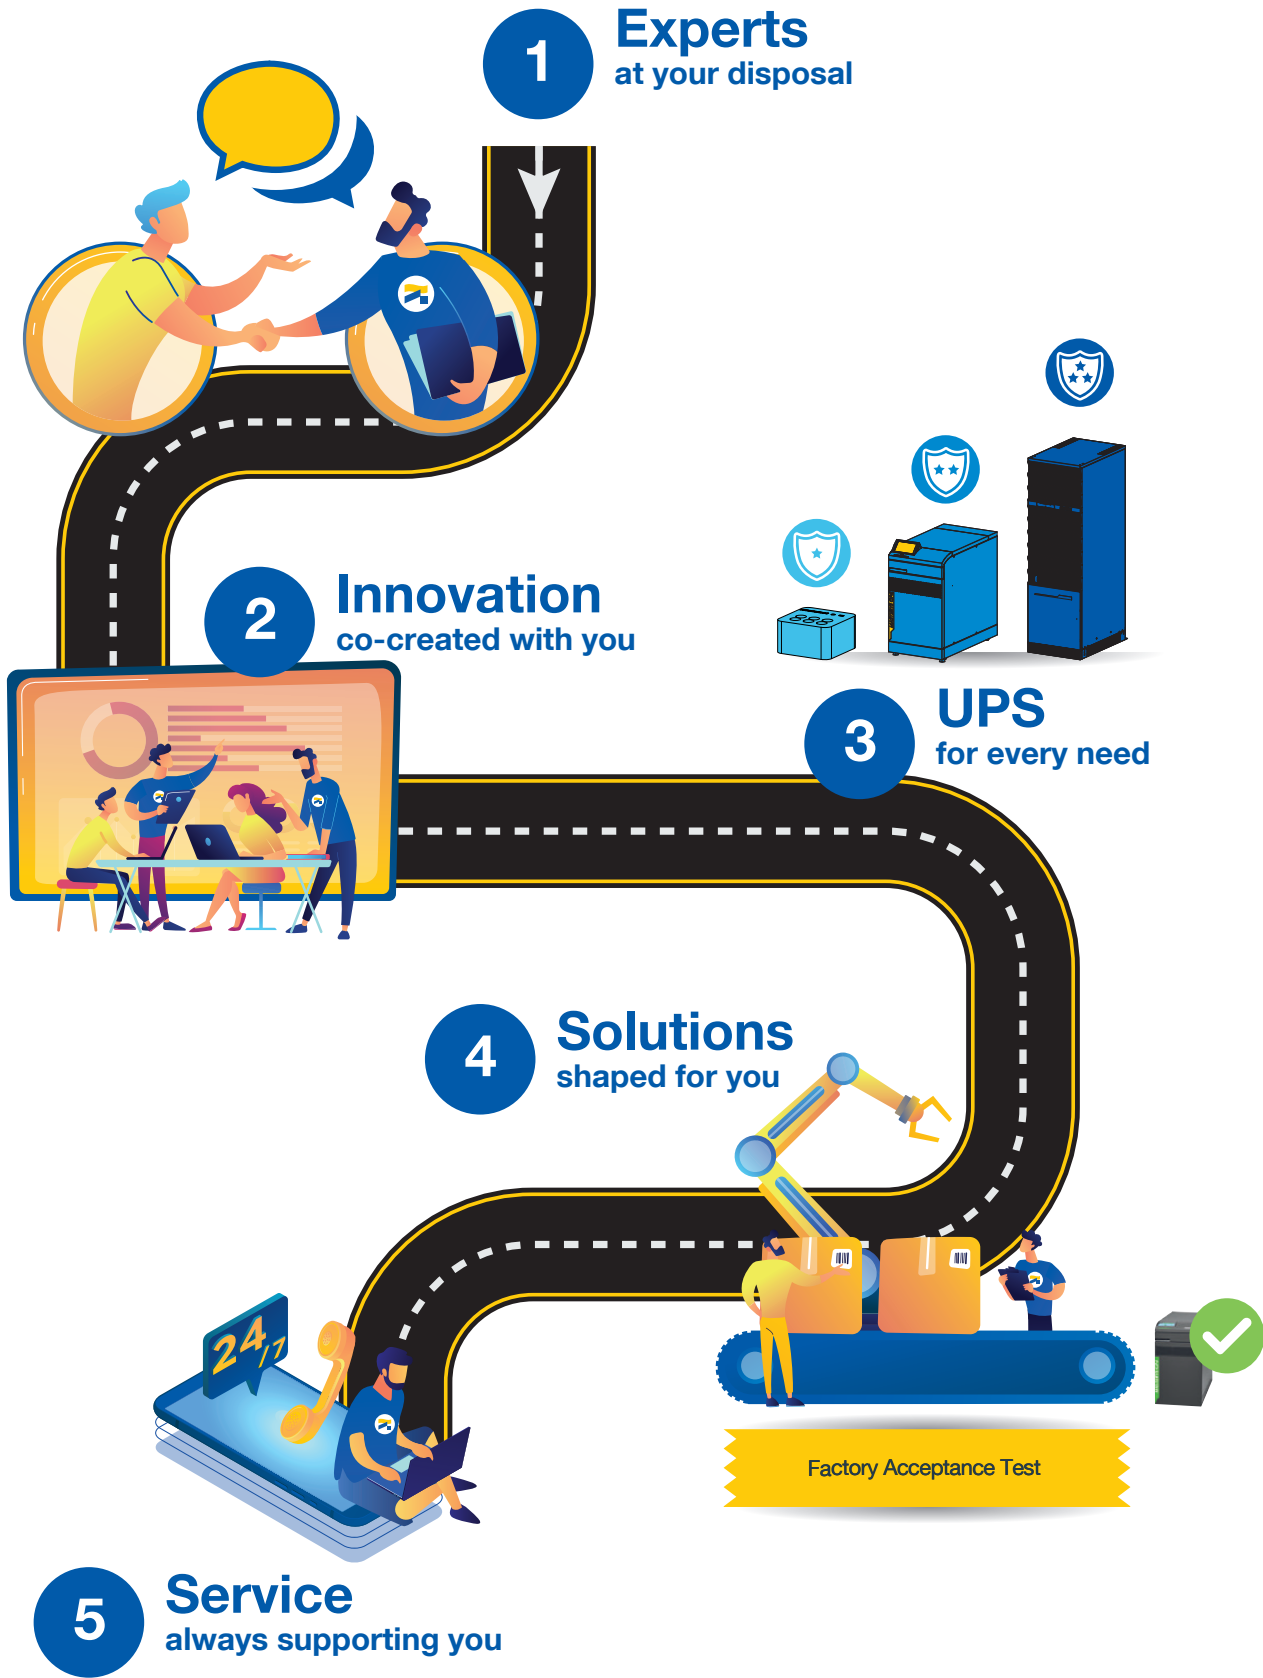 1
Experts
at your disposal
2
Innovation
co-created with you
3
UPS
for every need
4
Solutions
shaped for you
24/7
Factory Acceptance Test
5
Service
always supporting you